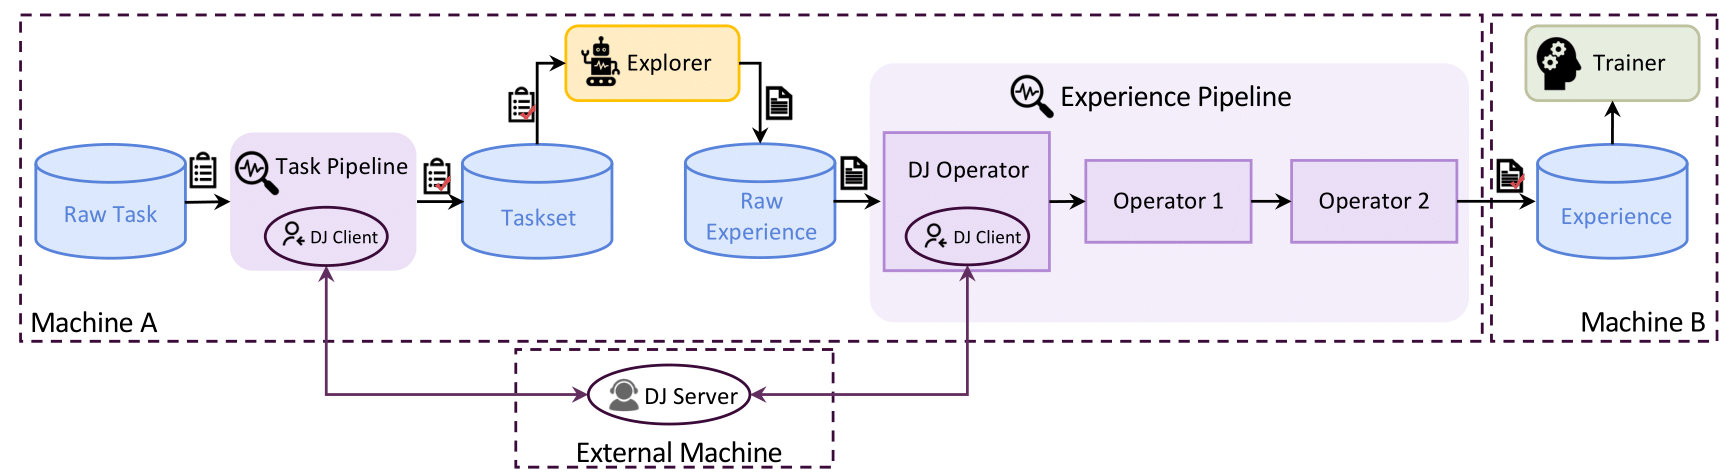 Explorer
Trainer
Experience Pipeline
Task Pipeline
DJ Operator
Raw Task
Taskset
Raw
Experience
Operator 1
Operator 2
Experience
DJ Client
DJ Client
Machine A
Machine B
DJ Server
External Machine